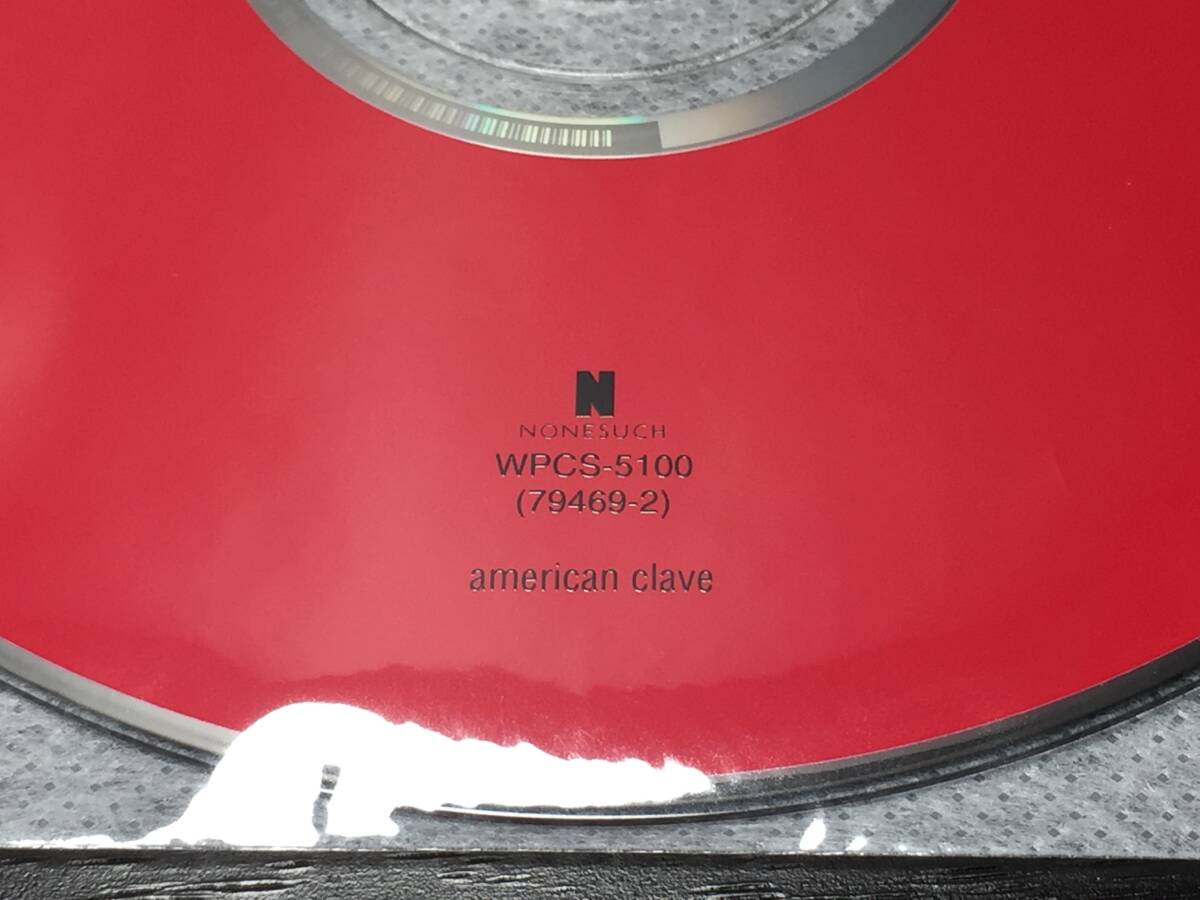 N
NONESUCH
WPCS-5100
(79469-2)
american clave